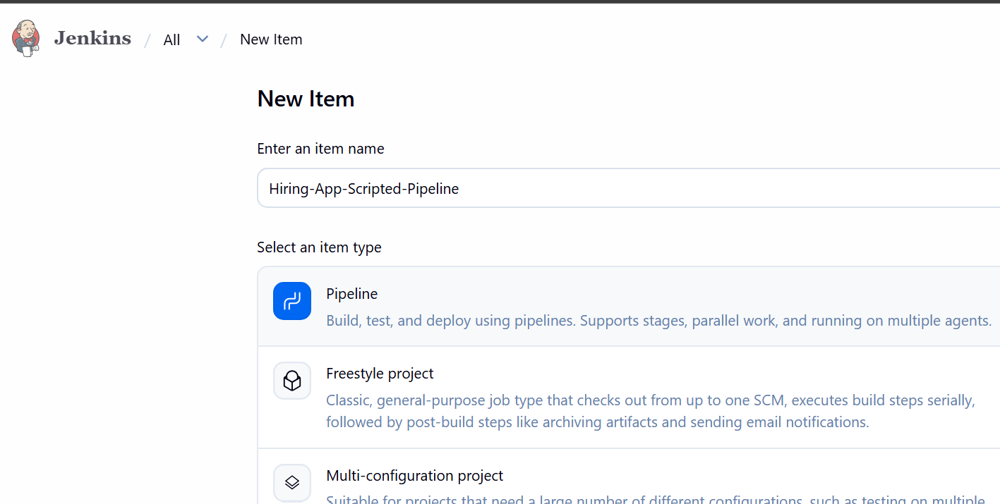 Jenkins / All / New Item
New Item
Enter an item name
Hiring-App-Scripted-Pipeline
Select an item type
Pipeline
Build, test, and deploy using pipelines. Supports stages, parallel work, and running on multiple agents.
Freestyle project
Classic, general-purpose job type that checks out from up to one SCM, executes build steps serially,
followed by post-build steps like archiving artifacts and sending email notifications.
Multi-configuration project
Suitable for projects that need a large number of different configurations, such as testing on multiple